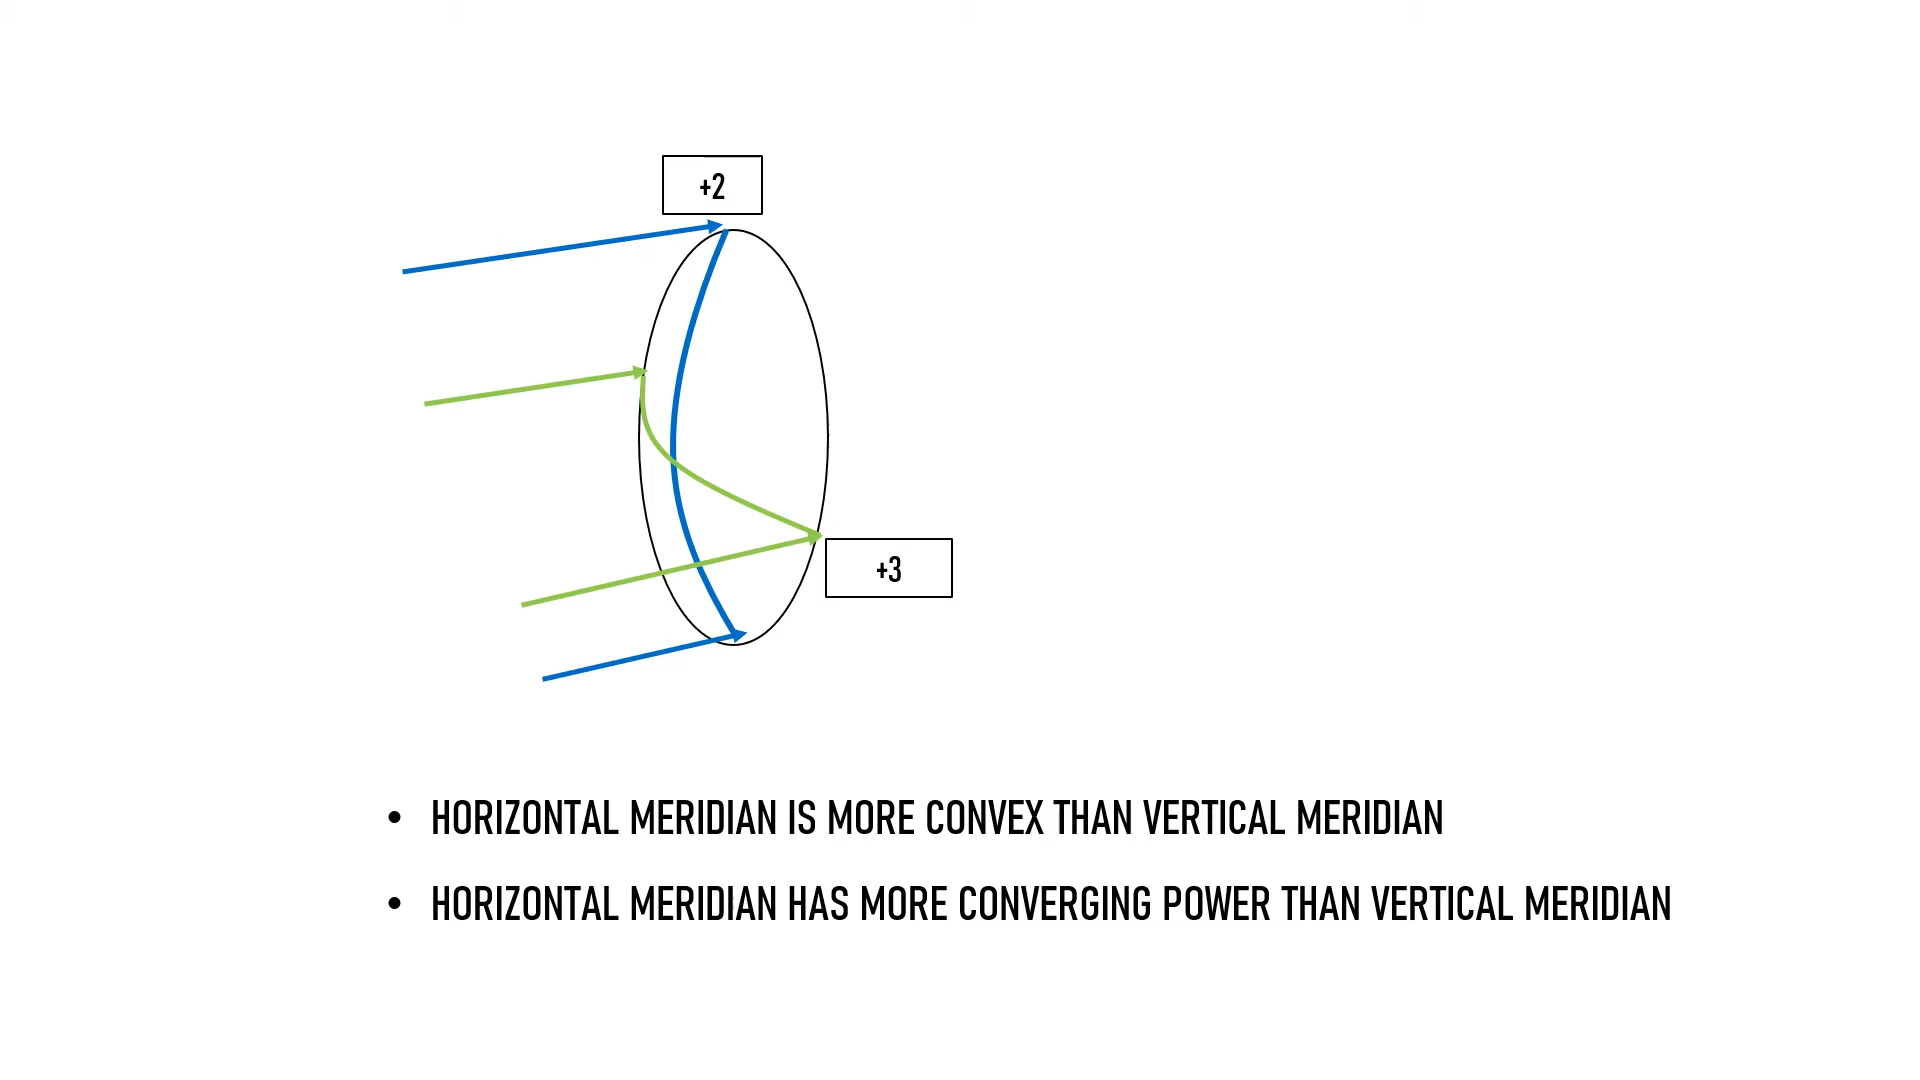 +2
+3
• HORIZONTAL MERIDIAN IS MORE CONVEX THAN VERTICAL MERIDIAN
• HORIZONTAL MERIDIAN HAS MORE CONVERGING POWER THAN VERTICAL MERIDIAN